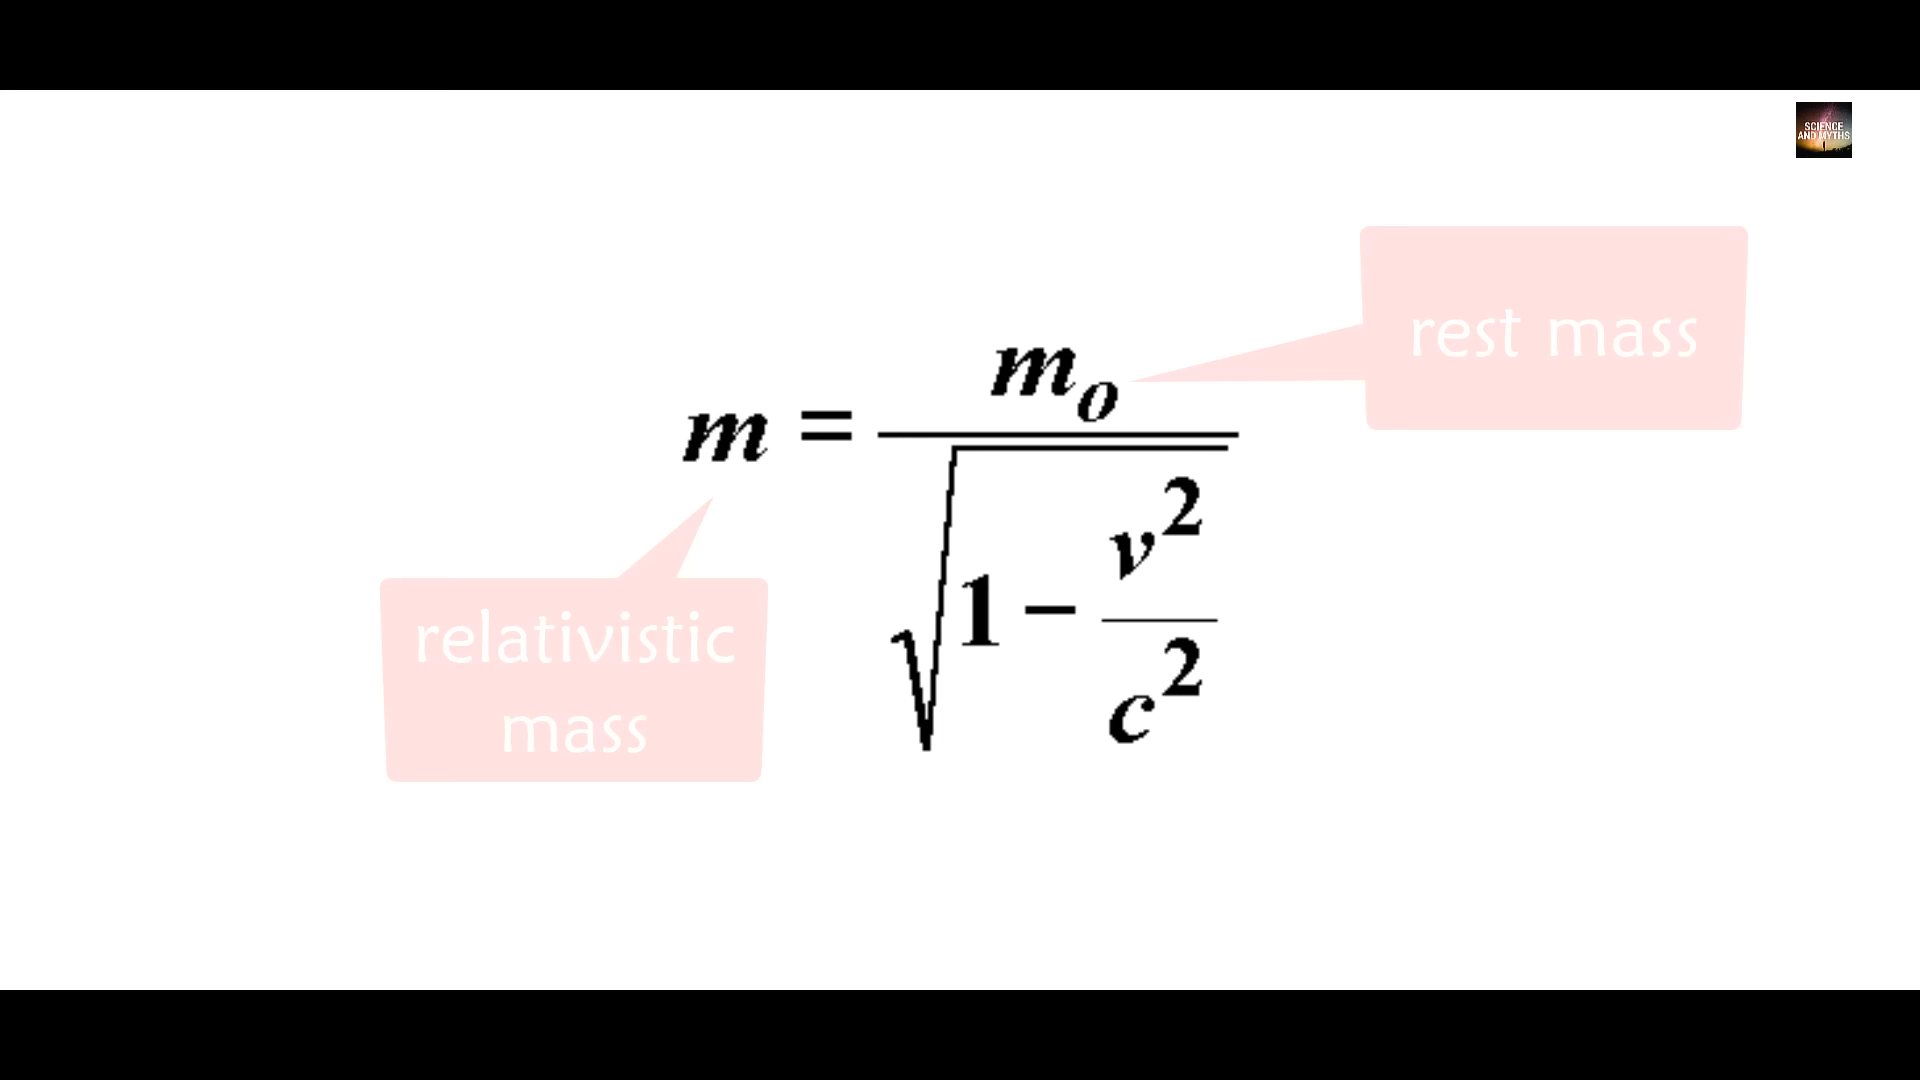 SCIENCE
AND MYTHS
rest mass
m = m₀ / √(1 − v²/c²)
relativistic
mass